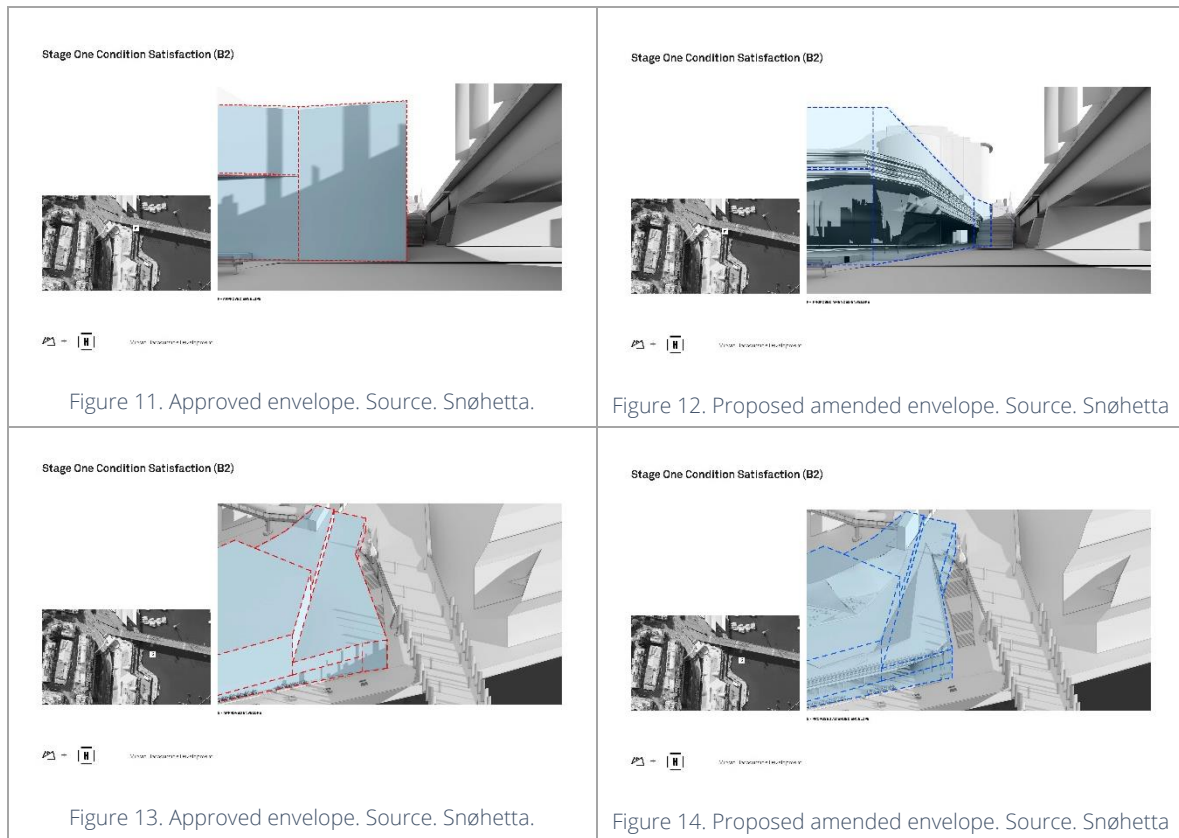 Stage One Condition Satisfaction (B2)
H
Figure 11. Approved envelope. Source. Snøhetta.
Stage One Condition Satisfaction (B2)
H
Figure 12. Proposed amended envelope. Source. Snøhetta
Stage One Condition Satisfaction (B2)
H
Figure 13. Approved envelope. Source. Snøhetta.
Stage One Condition Satisfaction (B2)
H
Figure 14. Proposed amended envelope. Source. Snøhetta